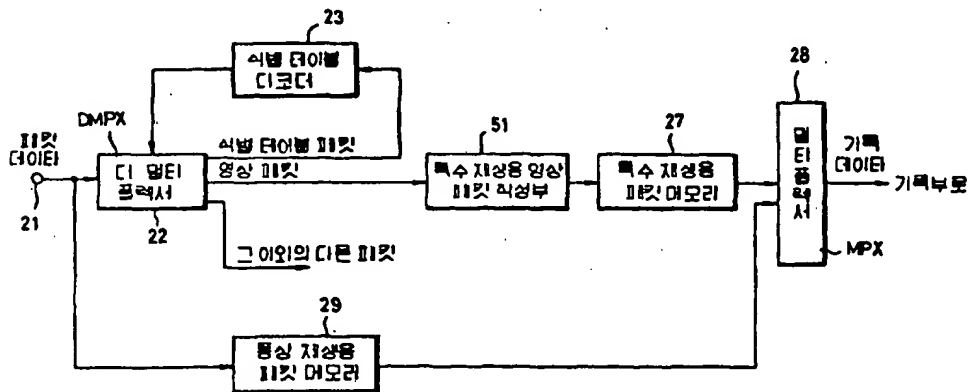 23
식별 테이블
디코더
28
DMPX
패킷
데이타
식별 테이블 패킷
51
27
기록
데이타
디 멀티
플렉서
영상 패킷
특수 재생용 영상
패킷 작성부
특수 재생용
패킷 메모리
멀티플렉서
기록부로
21
22
그 이외의 다른 패킷
MPX
29
통상 재생용
패킷 메모리